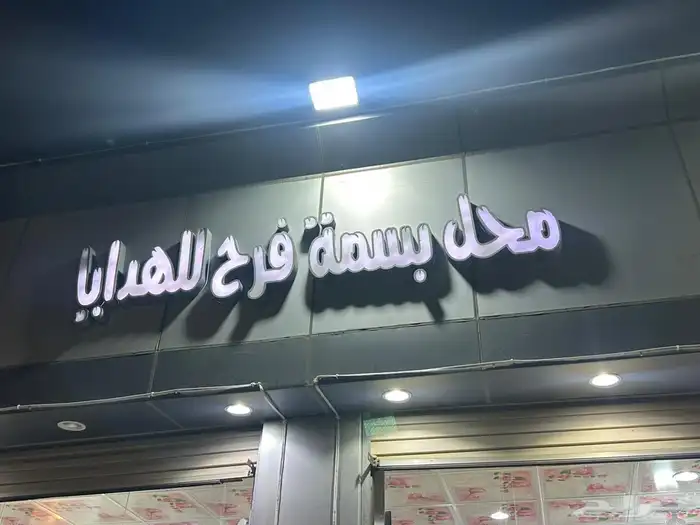 محل بسمة فرح للهدايا